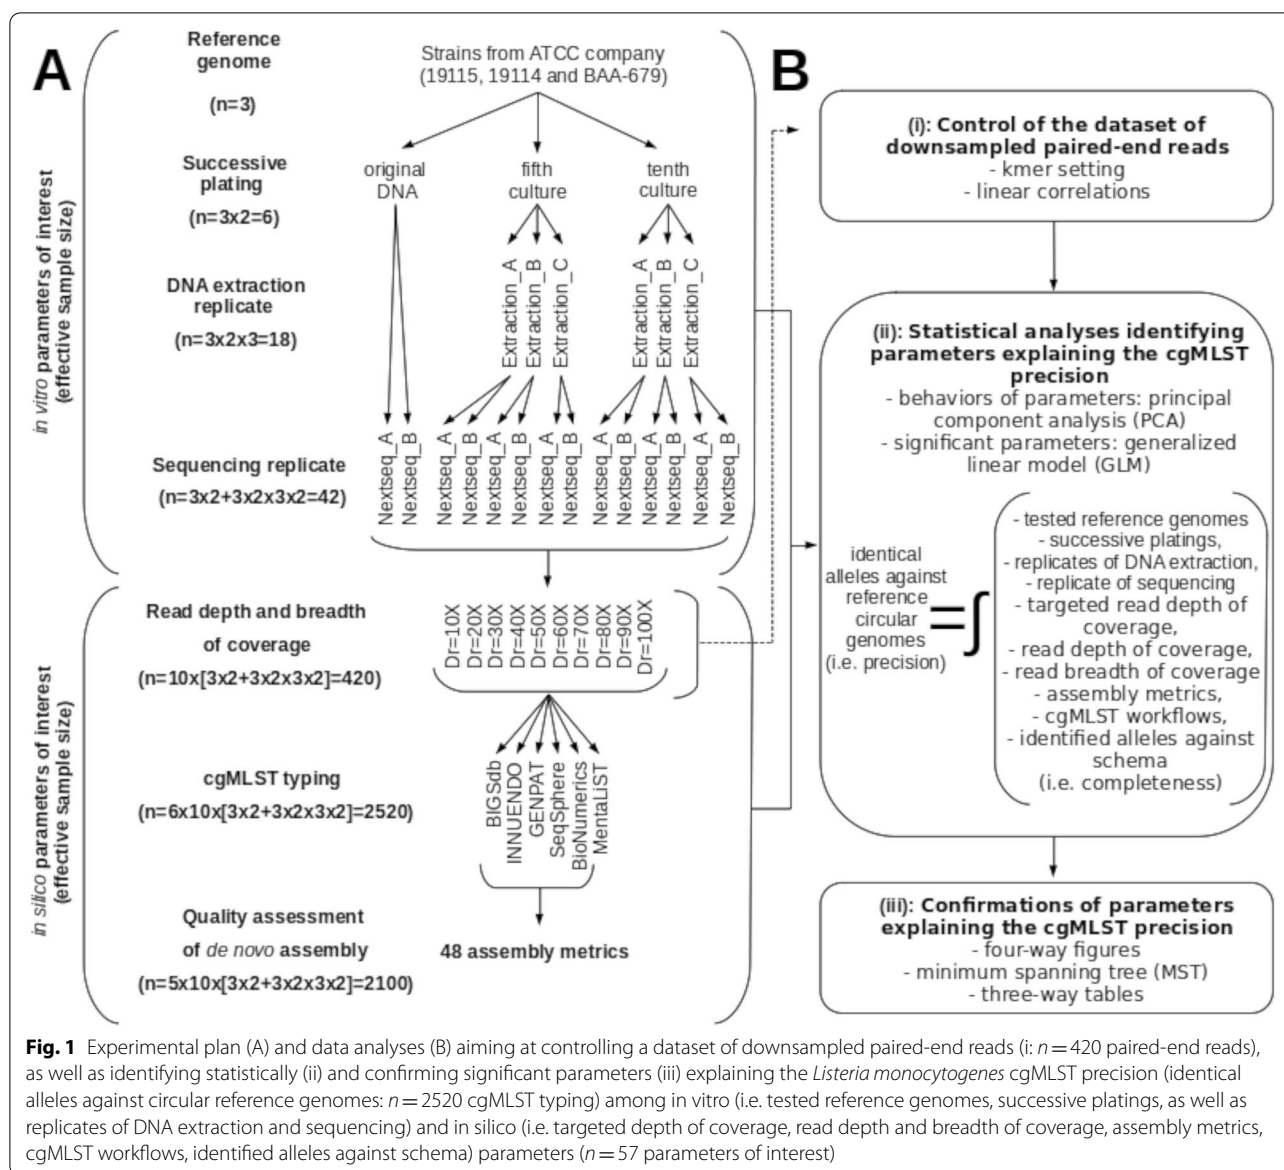 A
in vitro parameters of interest
(effective sample size)
Reference
genome
(n=3)
Successive
plating
(n=3x2=6)
DNA extraction
replicate
(n=3x2x3=18)
Sequencing replicate
(n=3x2+3x2x3x2=42)
Strains from ATCC company
(19115, 19114 and BAA-679)
original
DNA
fifth
culture
tenth
culture
Extraction_A
Extraction_B
Extraction_C
Extraction_A
Extraction_B
Extraction_C
Nextseq_A
Nextseq_B
Nextseq_A
Nextseq_B
Nextseq_A
Nextseq_B
Nextseq_A
Nextseq_B
Nextseq_A
Nextseq_B
Nextseq_A
Nextseq_B
Nextseq_A
Nextseq_B
in silico parameters of interest
(effective sample size)
Read depth and breadth
of coverage
(n=10x[3x2+3x2x3x2]=420)
Dr=10X
Dr=20X
Dr=30X
Dr=40X
Dr=50X
Dr=60X
Dr=70X
Dr=80X
Dr=90X
Dr=100X
cgMLST typing
(n=6x10x[3x2+3x2x3x2]=2520)
BIGSdb
INNUENDO
GENPAT
SeqSphere
BioNumerics
MentaLiST
Quality assessment
of de novo assembly
(n=5x10x[3x2+3x2x3x2]=2100)
48 assembly metrics
B
(i): Control of the dataset of
downsampled paired-end reads
- kmer setting
- linear correlations
(ii): Statistical analyses identifying
parameters explaining the cgMLST
precision
- behaviors of parameters: principal
component analysis (PCA)
- significant parameters: generalized
linear model (GLM)
identical
alleles against
reference
circular
genomes
(i.e. precision)
=∫
- tested reference genomes
- successive platings,
- replicates of DNA extraction,
- replicate of sequencing
- targeted read depth of
coverage,
- read depth of coverage,
- read breadth of coverage
- assembly metrics,
- cgMLST workflows,
- identified alleles against
schema
(i.e. completeness)
(iii): Confirmations of parameters
explaining the cgMLST precision
- four-way figures
- minimum spanning tree (MST)
- three-way tables
Fig. 1 Experimental plan (A) and data analyses (B) aiming at controlling a dataset of downsampled paired-end reads (i: n = 420 paired-end reads),
as well as identifying statistically (ii) and confirming significant parameters (iii) explaining the Listeria monocytogenes cgMLST precision (identical
alleles against circular reference genomes: n = 2520 cgMLST typing) among in vitro (i.e. tested reference genomes, successive platings, as well as
replicates of DNA extraction and sequencing) and in silico (i.e. targeted depth of coverage, read depth and breadth of coverage, assembly metrics,
cgMLST workflows, identified alleles against schema) parameters (n = 57 parameters of interest)